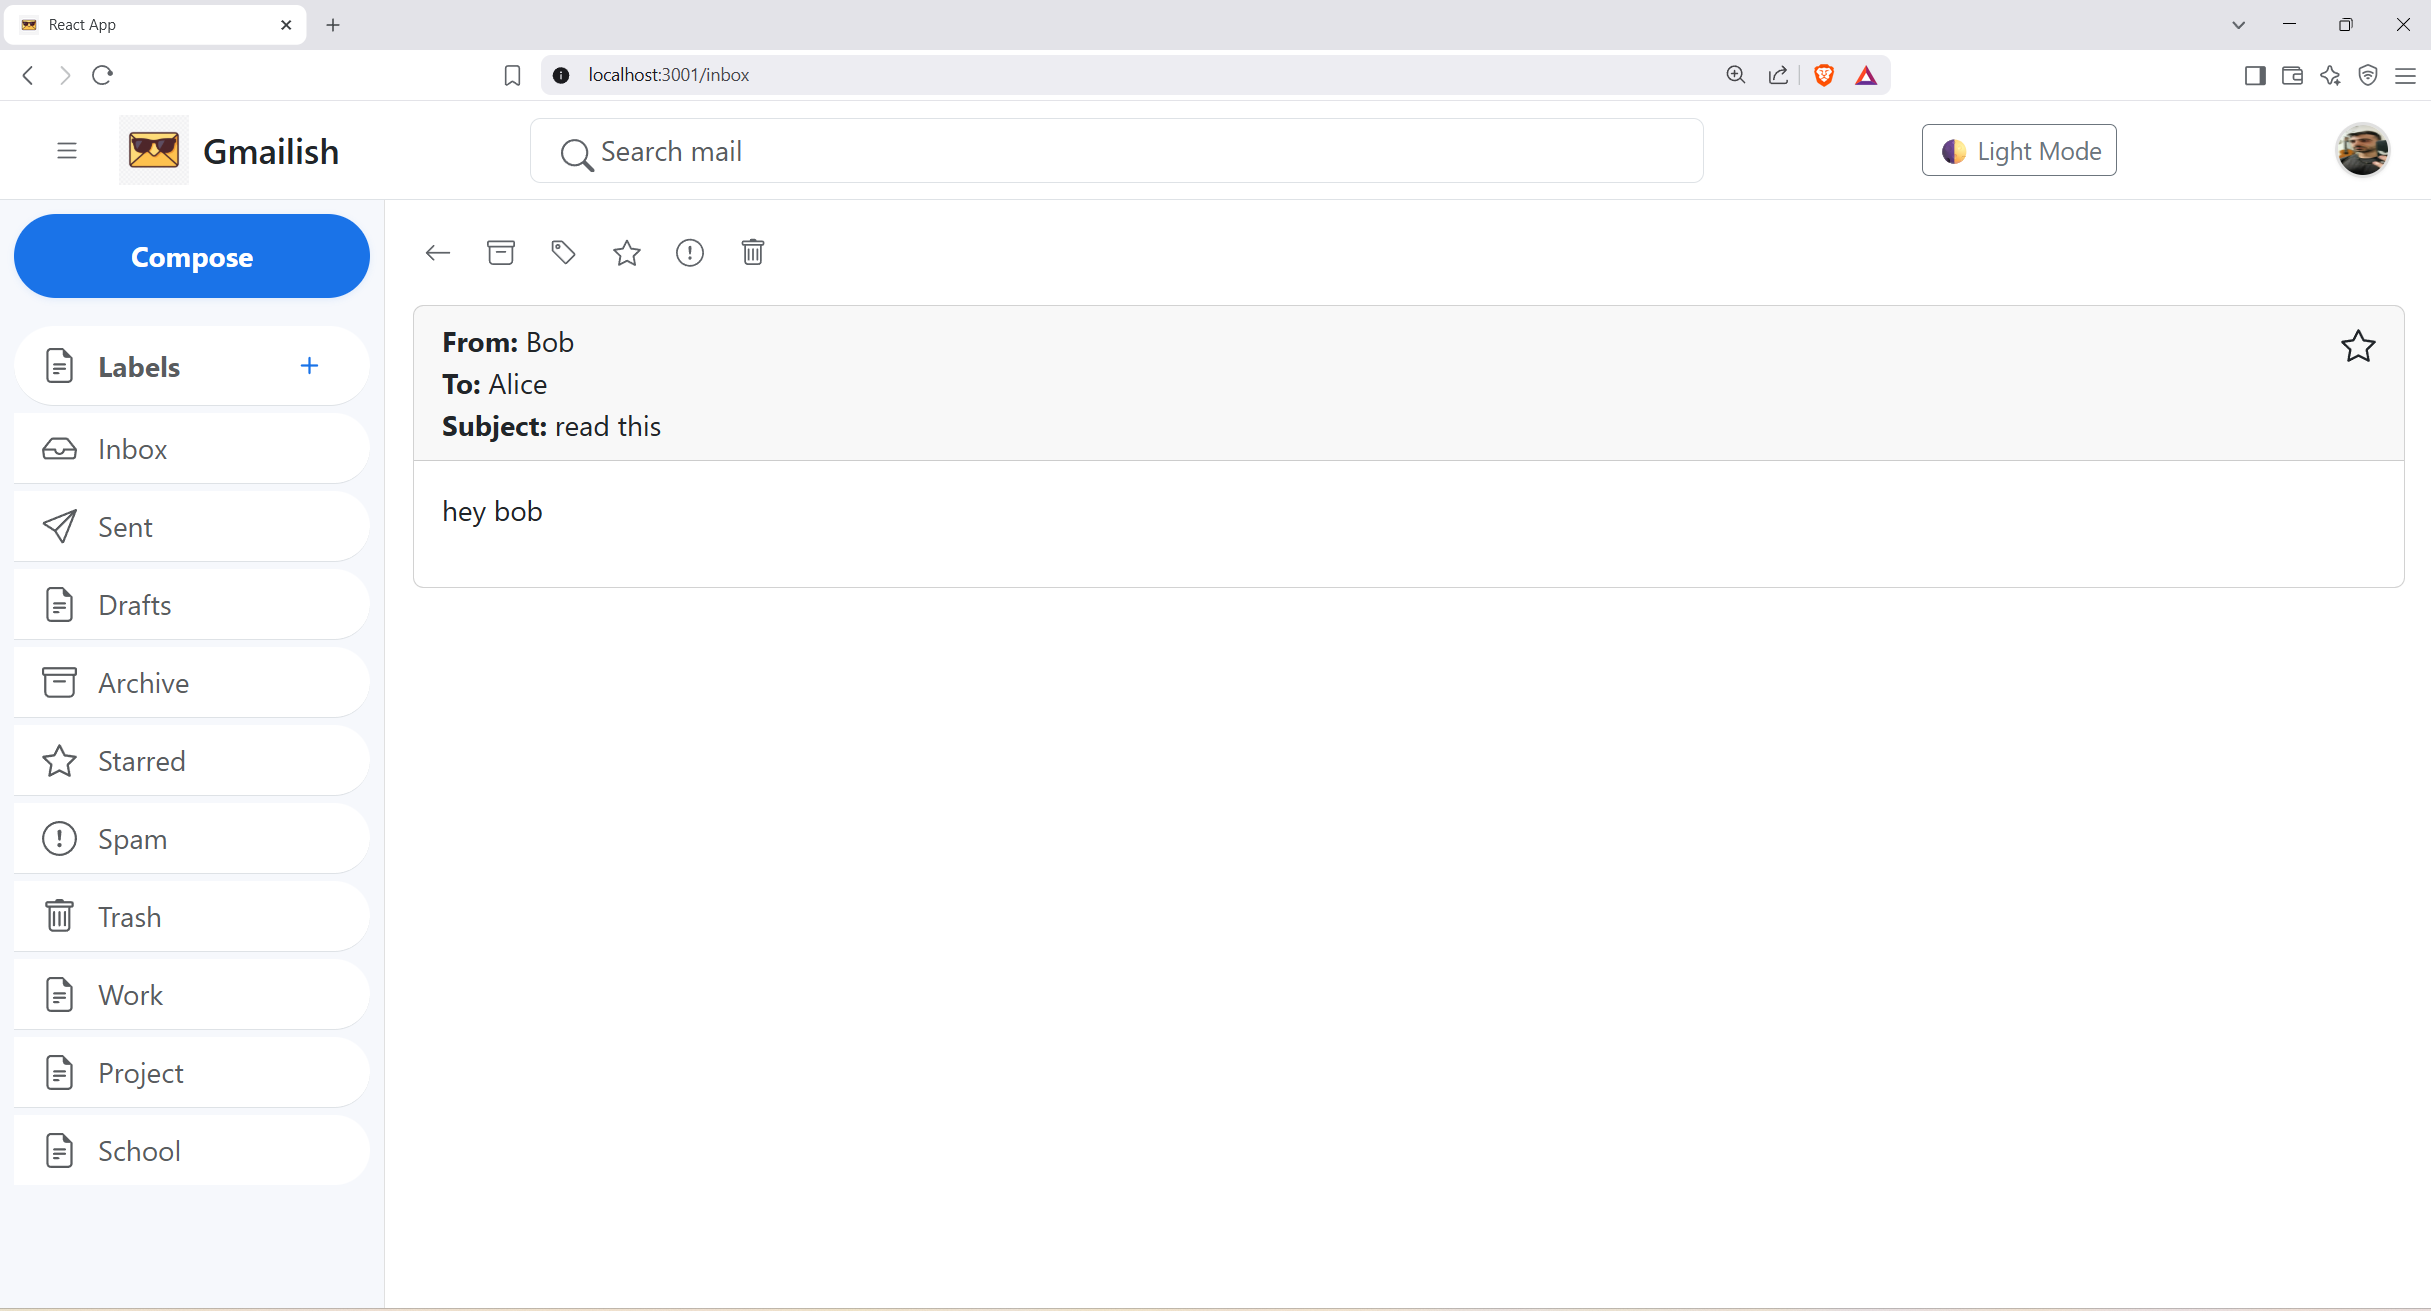 React App
localhost:3001/inbox
Gmailish
Search mail
Light Mode
Compose
Labels
Inbox
Sent
Drafts
Archive
Starred
Spam
Trash
Work
Project
School
From: Bob
To: Alice
Subject: read this
hey bob